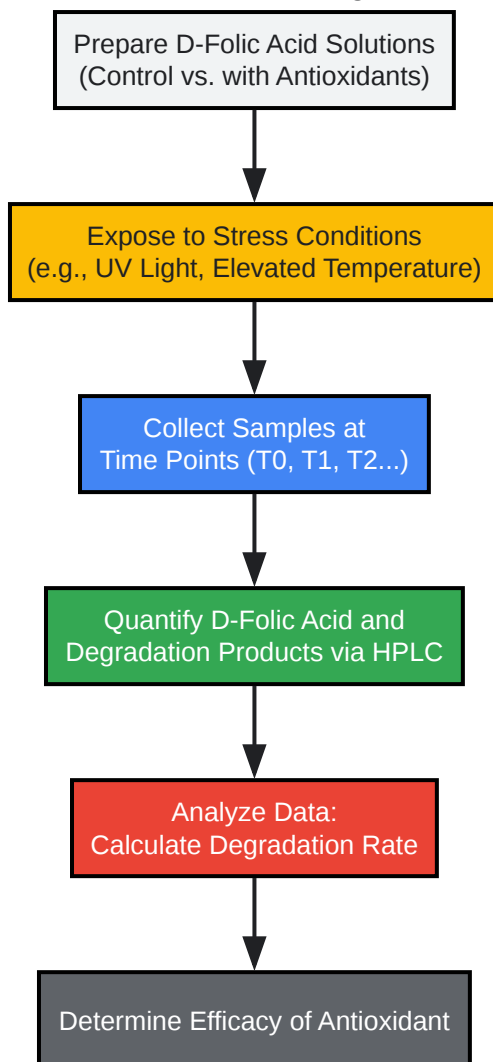 Prepare D-Folic Acid Solutions
(Control vs. with Antioxidants)
Expose to Stress Conditions
(e.g., UV Light, Elevated Temperature)
Collect Samples at
Time Points (T0, T1, T2...)
Quantify D-Folic Acid and
Degradation Products via HPLC
Analyze Data:
Calculate Degradation Rate
Determine Efficacy of Antioxidant